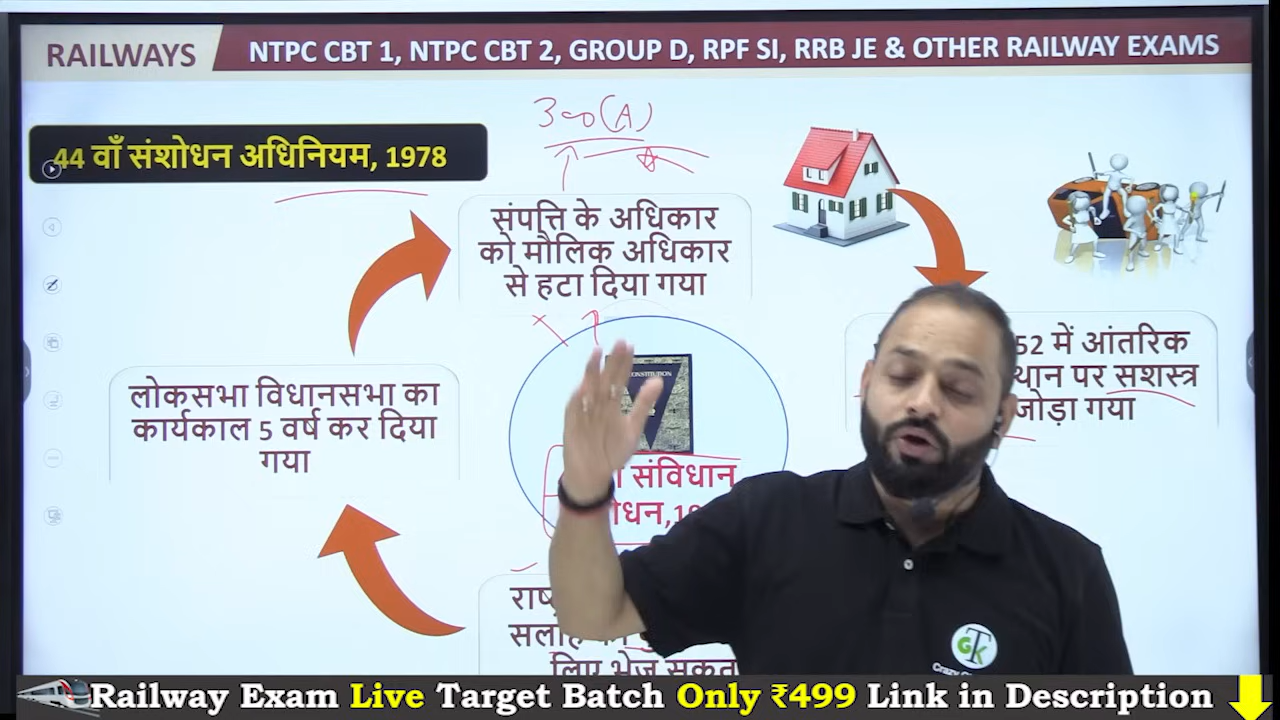 RAILWAYS
NTPC CBT 1, NTPC CBT 2, GROUP D, RPF SI, RRB JE & OTHER RAILWAY EXAMS
300(A)
44 वाँ संशोधन अधिनियम, 1978
संपत्ति के अधिकार
को मौलिक अधिकार
से हटा दिया गया
52 में आंतरिक
पर सशस्त्र
जोड़ा गया
लोकसभा विधानसभा का
कार्यकाल 5 वर्ष कर दिया
गया
CONSTITUTION
संविधान
लिए भेज सकता
GTK
Railway Exam Live Target Batch Only ₹499 Link in Description